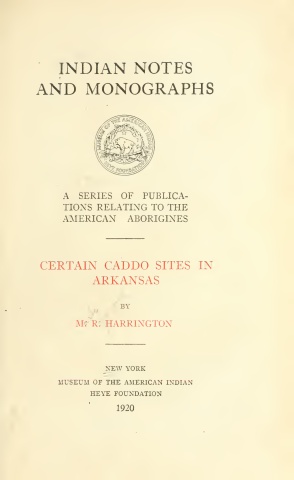 INDIAN NOTES
AND MONOGRAPHS
A SERIES OF PUBLICA-
TIONS RELATING TO THE
AMERICAN ABORIGINES
CERTAIN CADDO SITES IN
ARKANSAS
BY
M. R. HARRINGTON
NEW YORK
MUSEUM OF THE AMERICAN INDIAN
HEYE FOUNDATION
1920